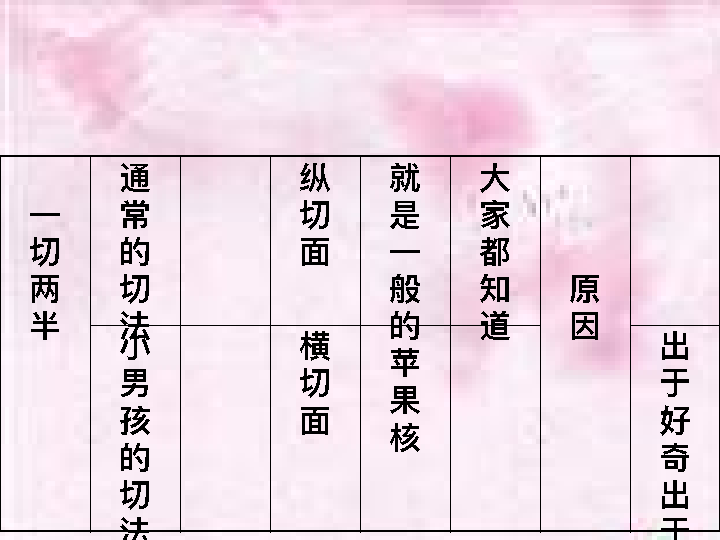 一切两半
通常的切法
纵切面
就是一般的苹果核
大家都知道
原因
小男孩的切法
横切面
出于好奇出于